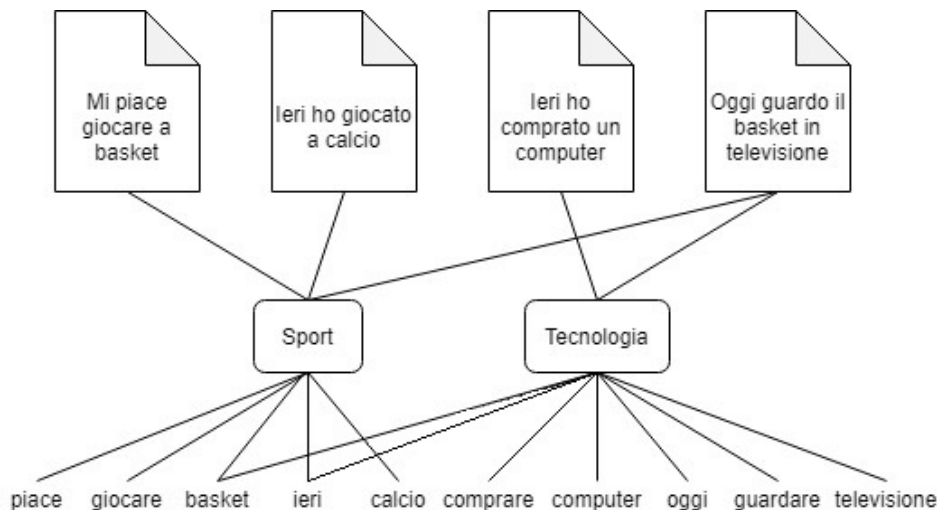 Mi piace
giocare a
basket
Ieri ho giocato
a calcio
Ieri ho
comprato un
computer
Oggi guardo il
basket in
televisione
Sport
Tecnologia
piace
giocare
basket
ieri
calcio
comprare
computer
oggi
guardare
televisione